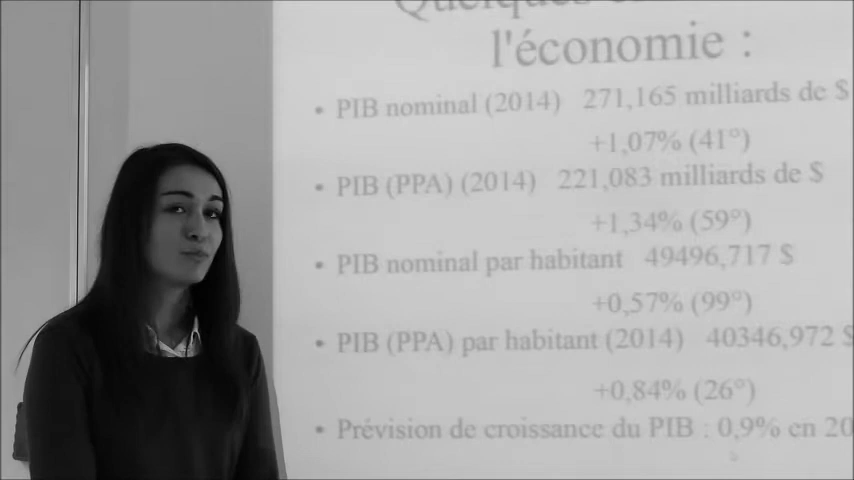 Quelques
l'économie :
• PIB nominal (2014) 271,165 milliards de $
+1,07% (41°)
• PIB (PPA) (2014) 221,083 milliards de $
+1,34% (59°)
• PIB nominal par habitant 49496,717 $
+0,57% (99°)
• PIB (PPA) par habitant (2014) 40346,972 $
+0,84% (26°)
• Prévision de croissance du PIB : 0,9% en 20